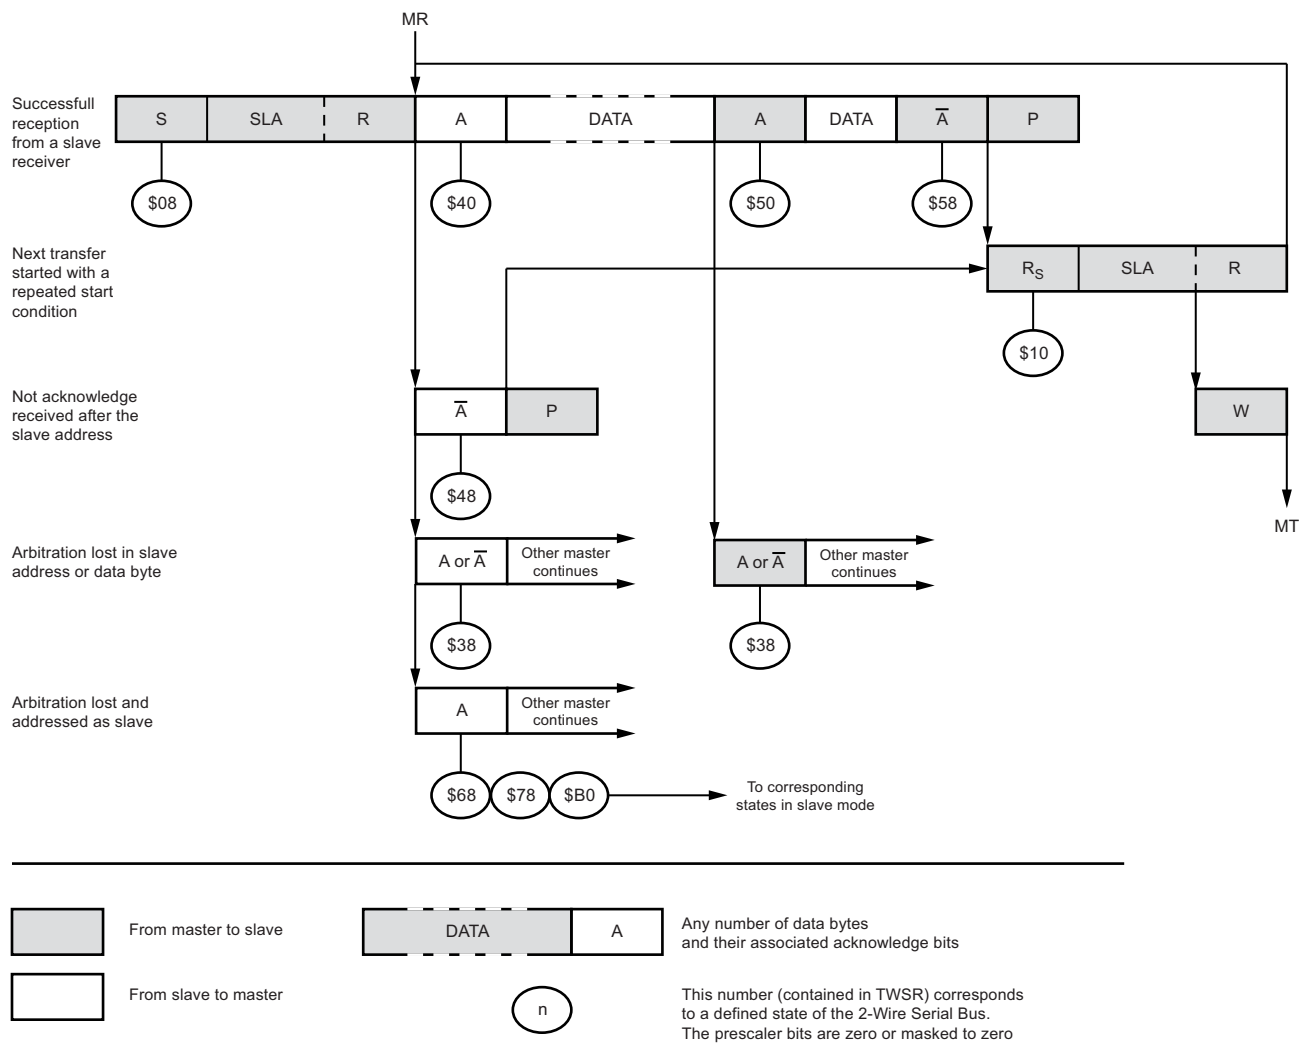 MR
Successfull
reception
from a slave
receiver
S SLA R A DATA A DATA A̅ P
$08 $40 $50 $58
Next transfer
started with a
repeated start
condition
RS SLA R
$10
Not acknowledge
received after the
slave address
A̅ P
W
$48
MT
Arbitration lost in slave
address or data byte
A or A̅
Other master
continues
A or A̅
Other master
continues
$38 $38
Arbitration lost and
addressed as slave
A
Other master
continues
$68 $78 $B0
To corresponding
states in slave mode
From master to slave
DATA A
Any number of data bytes
and their associated acknowledge bits
From slave to master
n
This number (contained in TWSR) corresponds
to a defined state of the 2-Wire Serial Bus.
The prescaler bits are zero or masked to zero